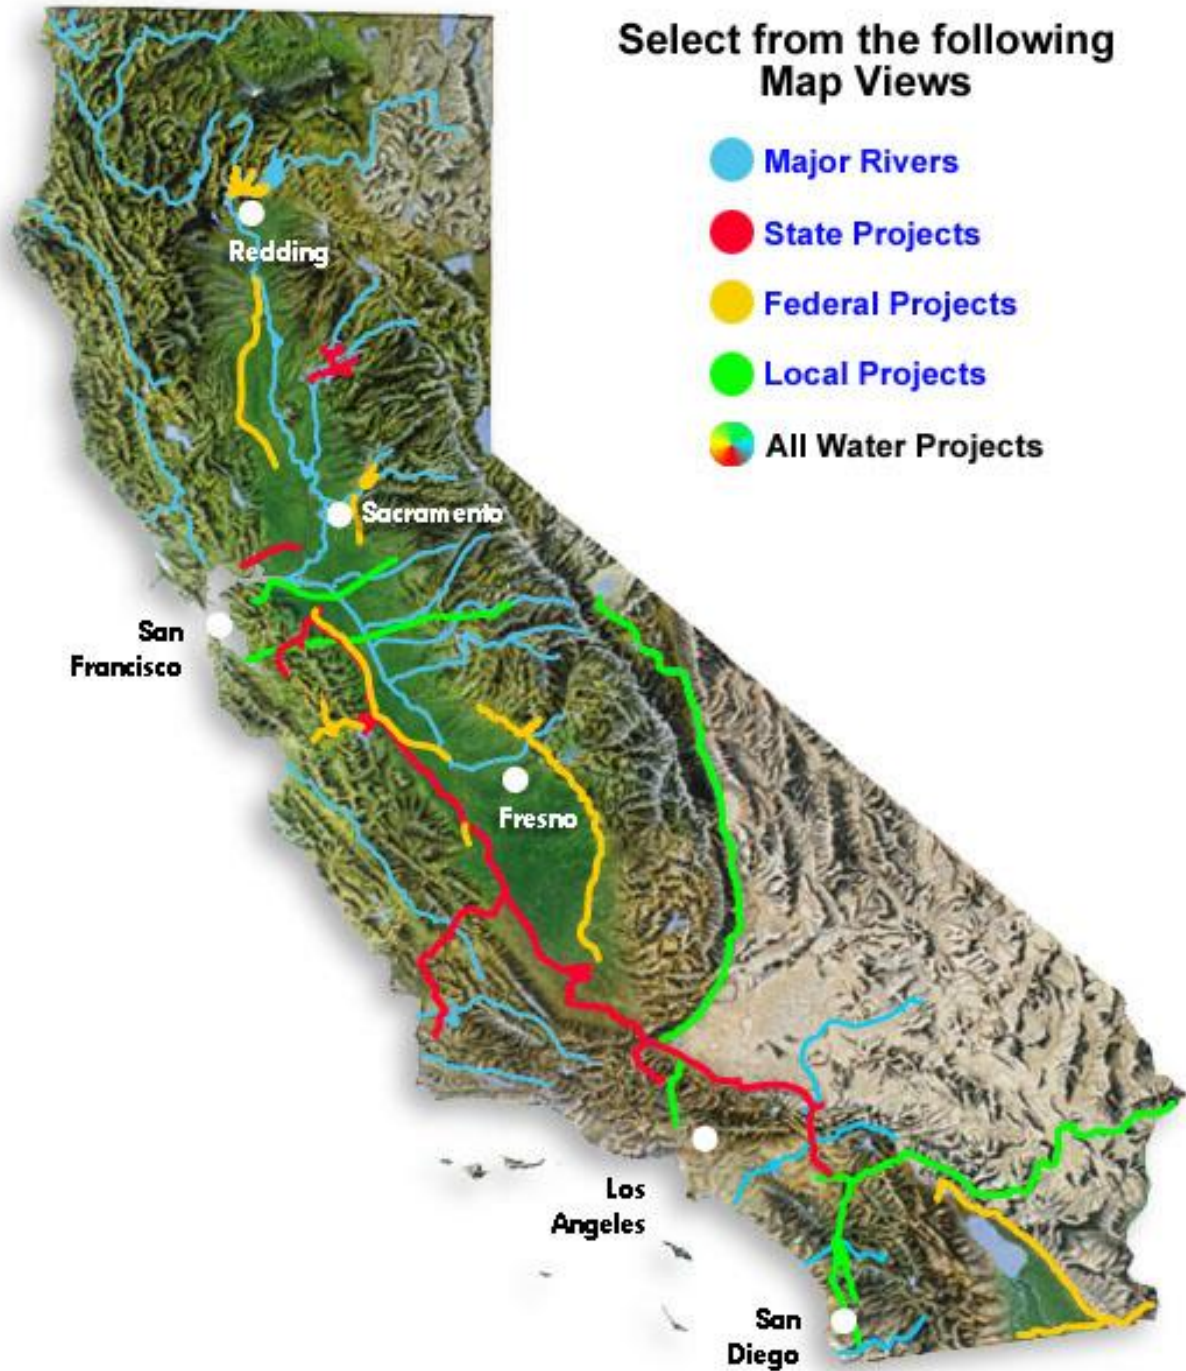 Select from the following
Map Views
Major Rivers
State Projects
Federal Projects
Local Projects
All Water Projects
Redding
Sacramento
San
Francisco
Fresno
Los
Angeles
San
Diego